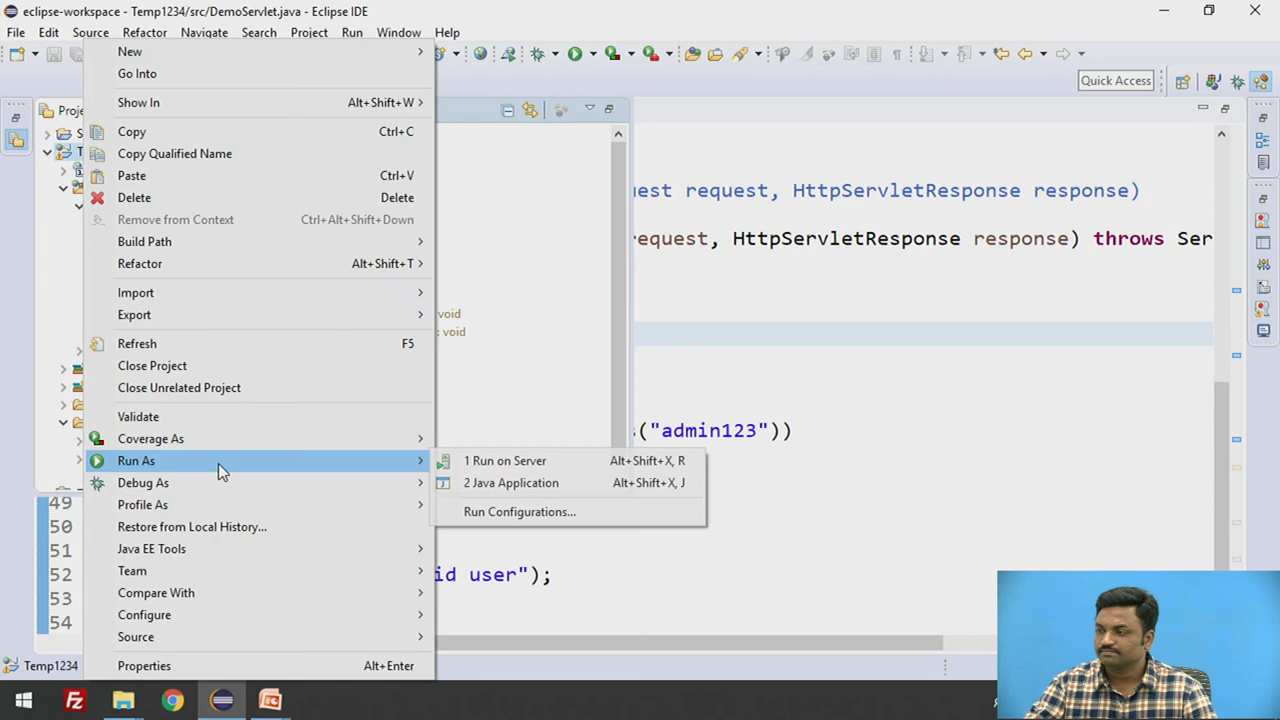 eclipse-workspace - Temp1234/src/DemoServlet.java - Eclipse IDE
File Edit Source Refactor Navigate Search Project Run Window Help
Quick Access
Proje
New
Go Into
Show In Alt+Shift+W
Copy Ctrl+C
Copy Qualified Name
Paste Ctrl+V
Delete Delete
Remove from Context Ctrl+Alt+Shift+Down
Build Path
Refactor Alt+Shift+T
Import
Export
Refresh F5
Close Project
Close Unrelated Project
Validate
Coverage As
Run As
Debug As
Profile As
Restore from Local History...
Java EE Tools
Team
Compare With
Configure
Source
Properties Alt+Enter
1 Run on Server Alt+Shift+X, R
2 Java Application Alt+Shift+X, J
Run Configurations...
void
: void
uest request, HttpServletResponse response)
request, HttpServletResponse response) throws Ser
("admin123"))
id user");
49
50
51
52
53
54
Temp1234